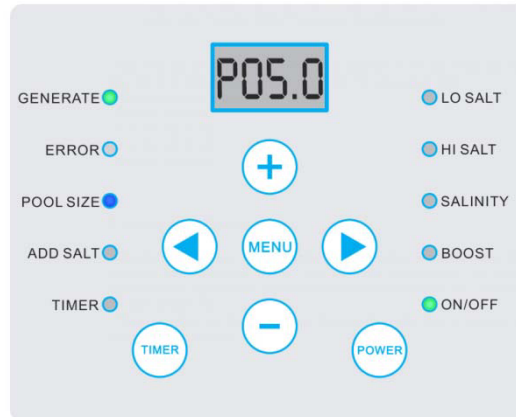 P05.0
GENERATE
LO SALT
ERROR
HI SALT
+
POOL SIZE
SALINITY
MENU
ADD SALT
BOOST
TIMER
ON/OFF
−
TIMER
POWER